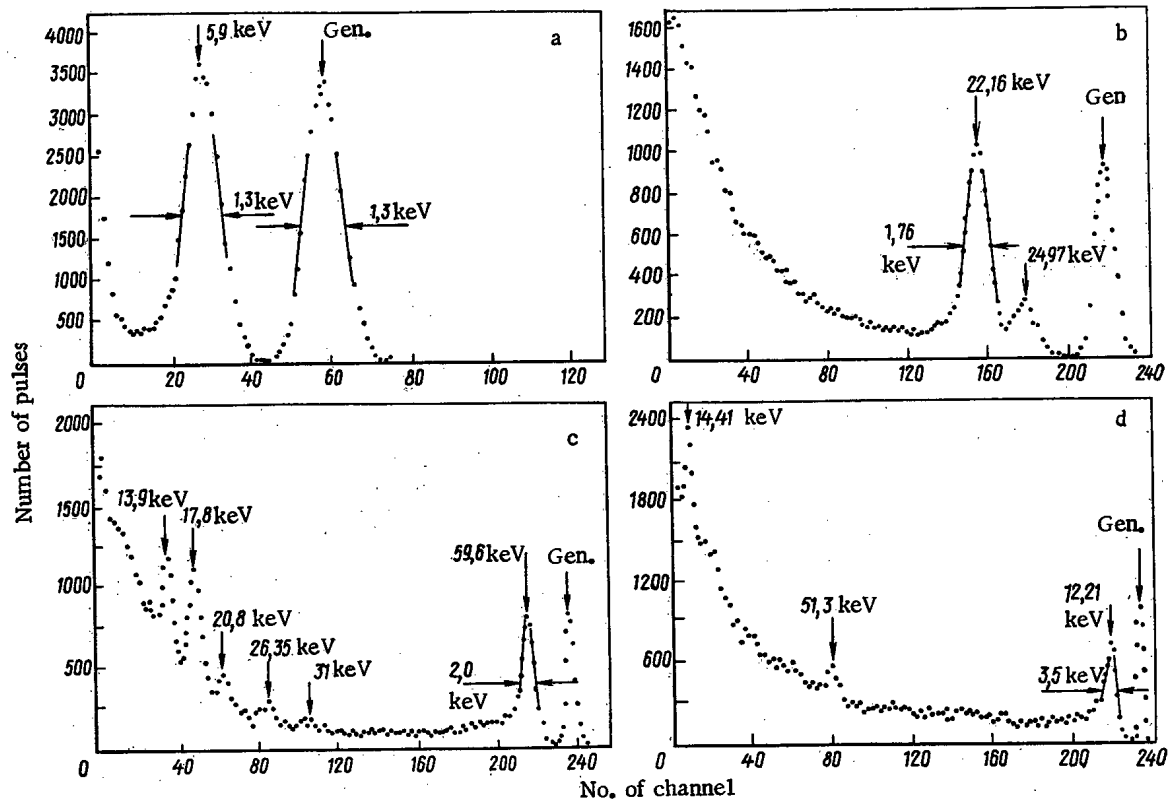 a
5,9 keV
Gen.
1,3 keV
1,3 keV
4000
3500
3000
2500
2000
1500
1000
500
0 20 40 60 80 100 120
b
22,16 keV
Gen
1,76 keV
24,97 keV
1600
1400
1200
1000
800
600
400
200
0 40 80 120 160 200 240
c
13,9 keV
17,8 keV
20,8 keV
26,35 keV
31 keV
59,6 keV
Gen.
2,0 keV
2000
1500
1000
500
0 40 80 120 160 200 240
d
14,41 keV
51,3 keV
12,21 keV
Gen.
3,5 keV
2400
1800
1200
600
0 40 80 120 160 200 240
Number of pulses
No. of channel